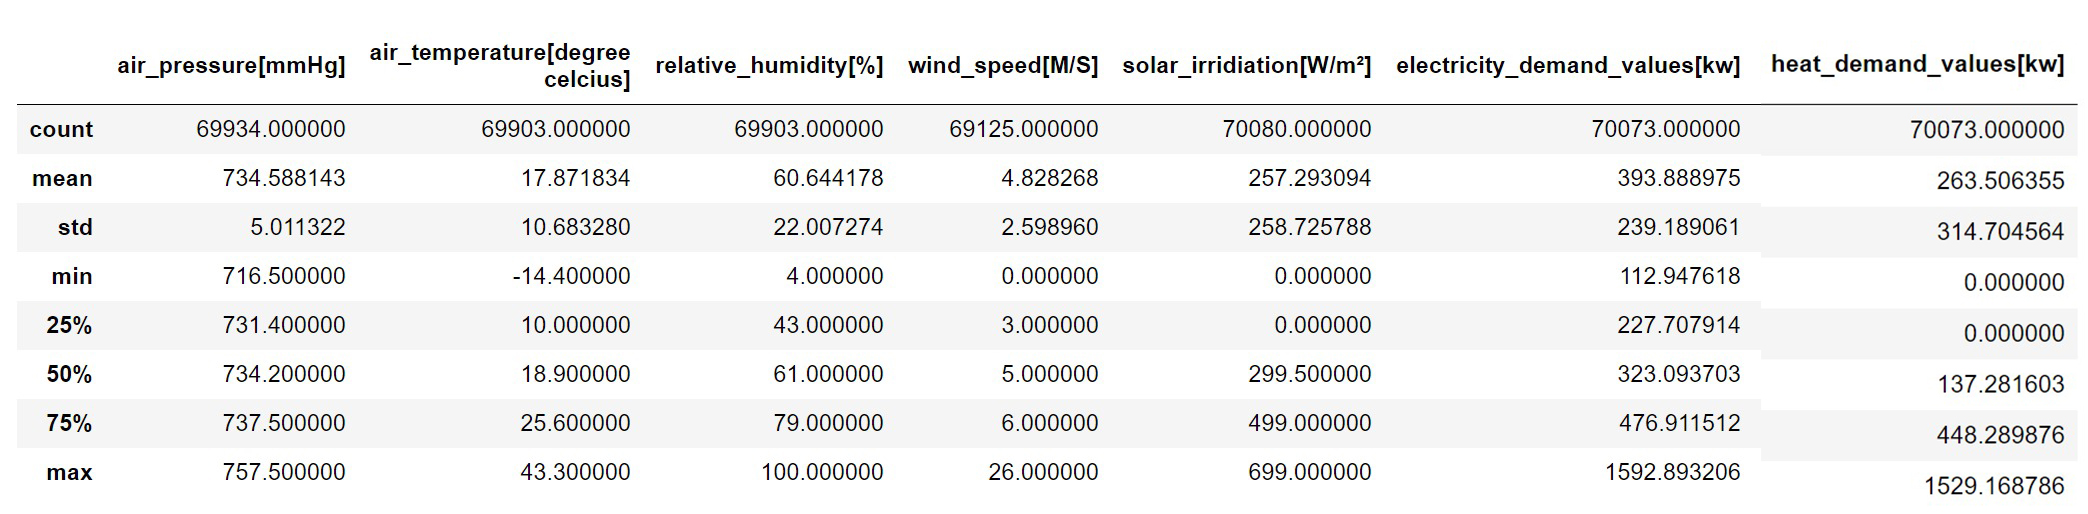 air_pressure[mmHg] air_temperature[degree celcius] relative_humidity[%] wind_speed[M/S] solar_irridiation[W/m²] electricity_demand_values[kw] heat_demand_values[kw]
count 69934.000000 69903.000000 69903.000000 69125.000000 70080.000000 70073.000000 70073.000000
mean 734.588143 17.871834 60.644178 4.828268 257.293094 393.888975 263.506355
std 5.011322 10.683280 22.007274 2.598960 258.725788 239.189061 314.704564
min 716.500000 -14.400000 4.000000 0.000000 0.000000 112.947618 0.000000
25% 731.400000 10.000000 43.000000 3.000000 0.000000 227.707914 0.000000
50% 734.200000 18.900000 61.000000 5.000000 299.500000 323.093703 137.281603
75% 737.500000 25.600000 79.000000 6.000000 499.000000 476.911512 448.289876
max 757.500000 43.300000 100.000000 26.000000 699.000000 1592.893206 1529.168786